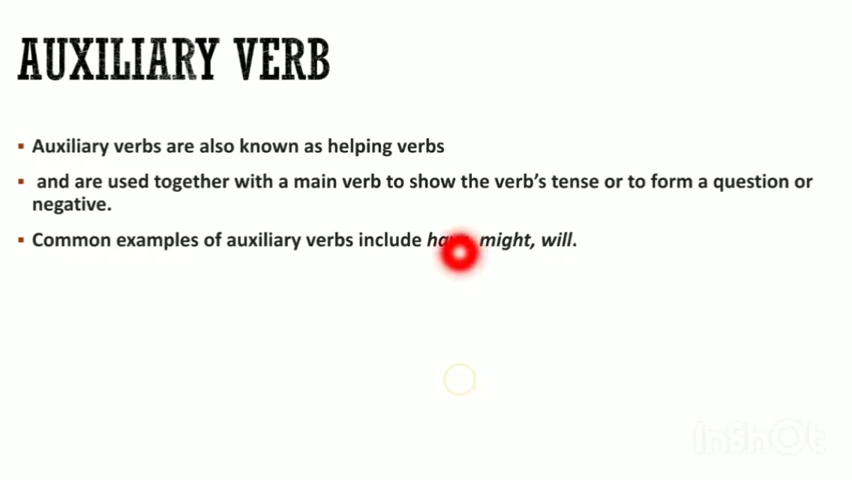 AUXILIARY VERB
▪ Auxiliary verbs are also known as helping verbs
▪ and are used together with a main verb to show the verb's tense or to form a question or
negative.
▪ Common examples of auxiliary verbs include might, will.
InShOt